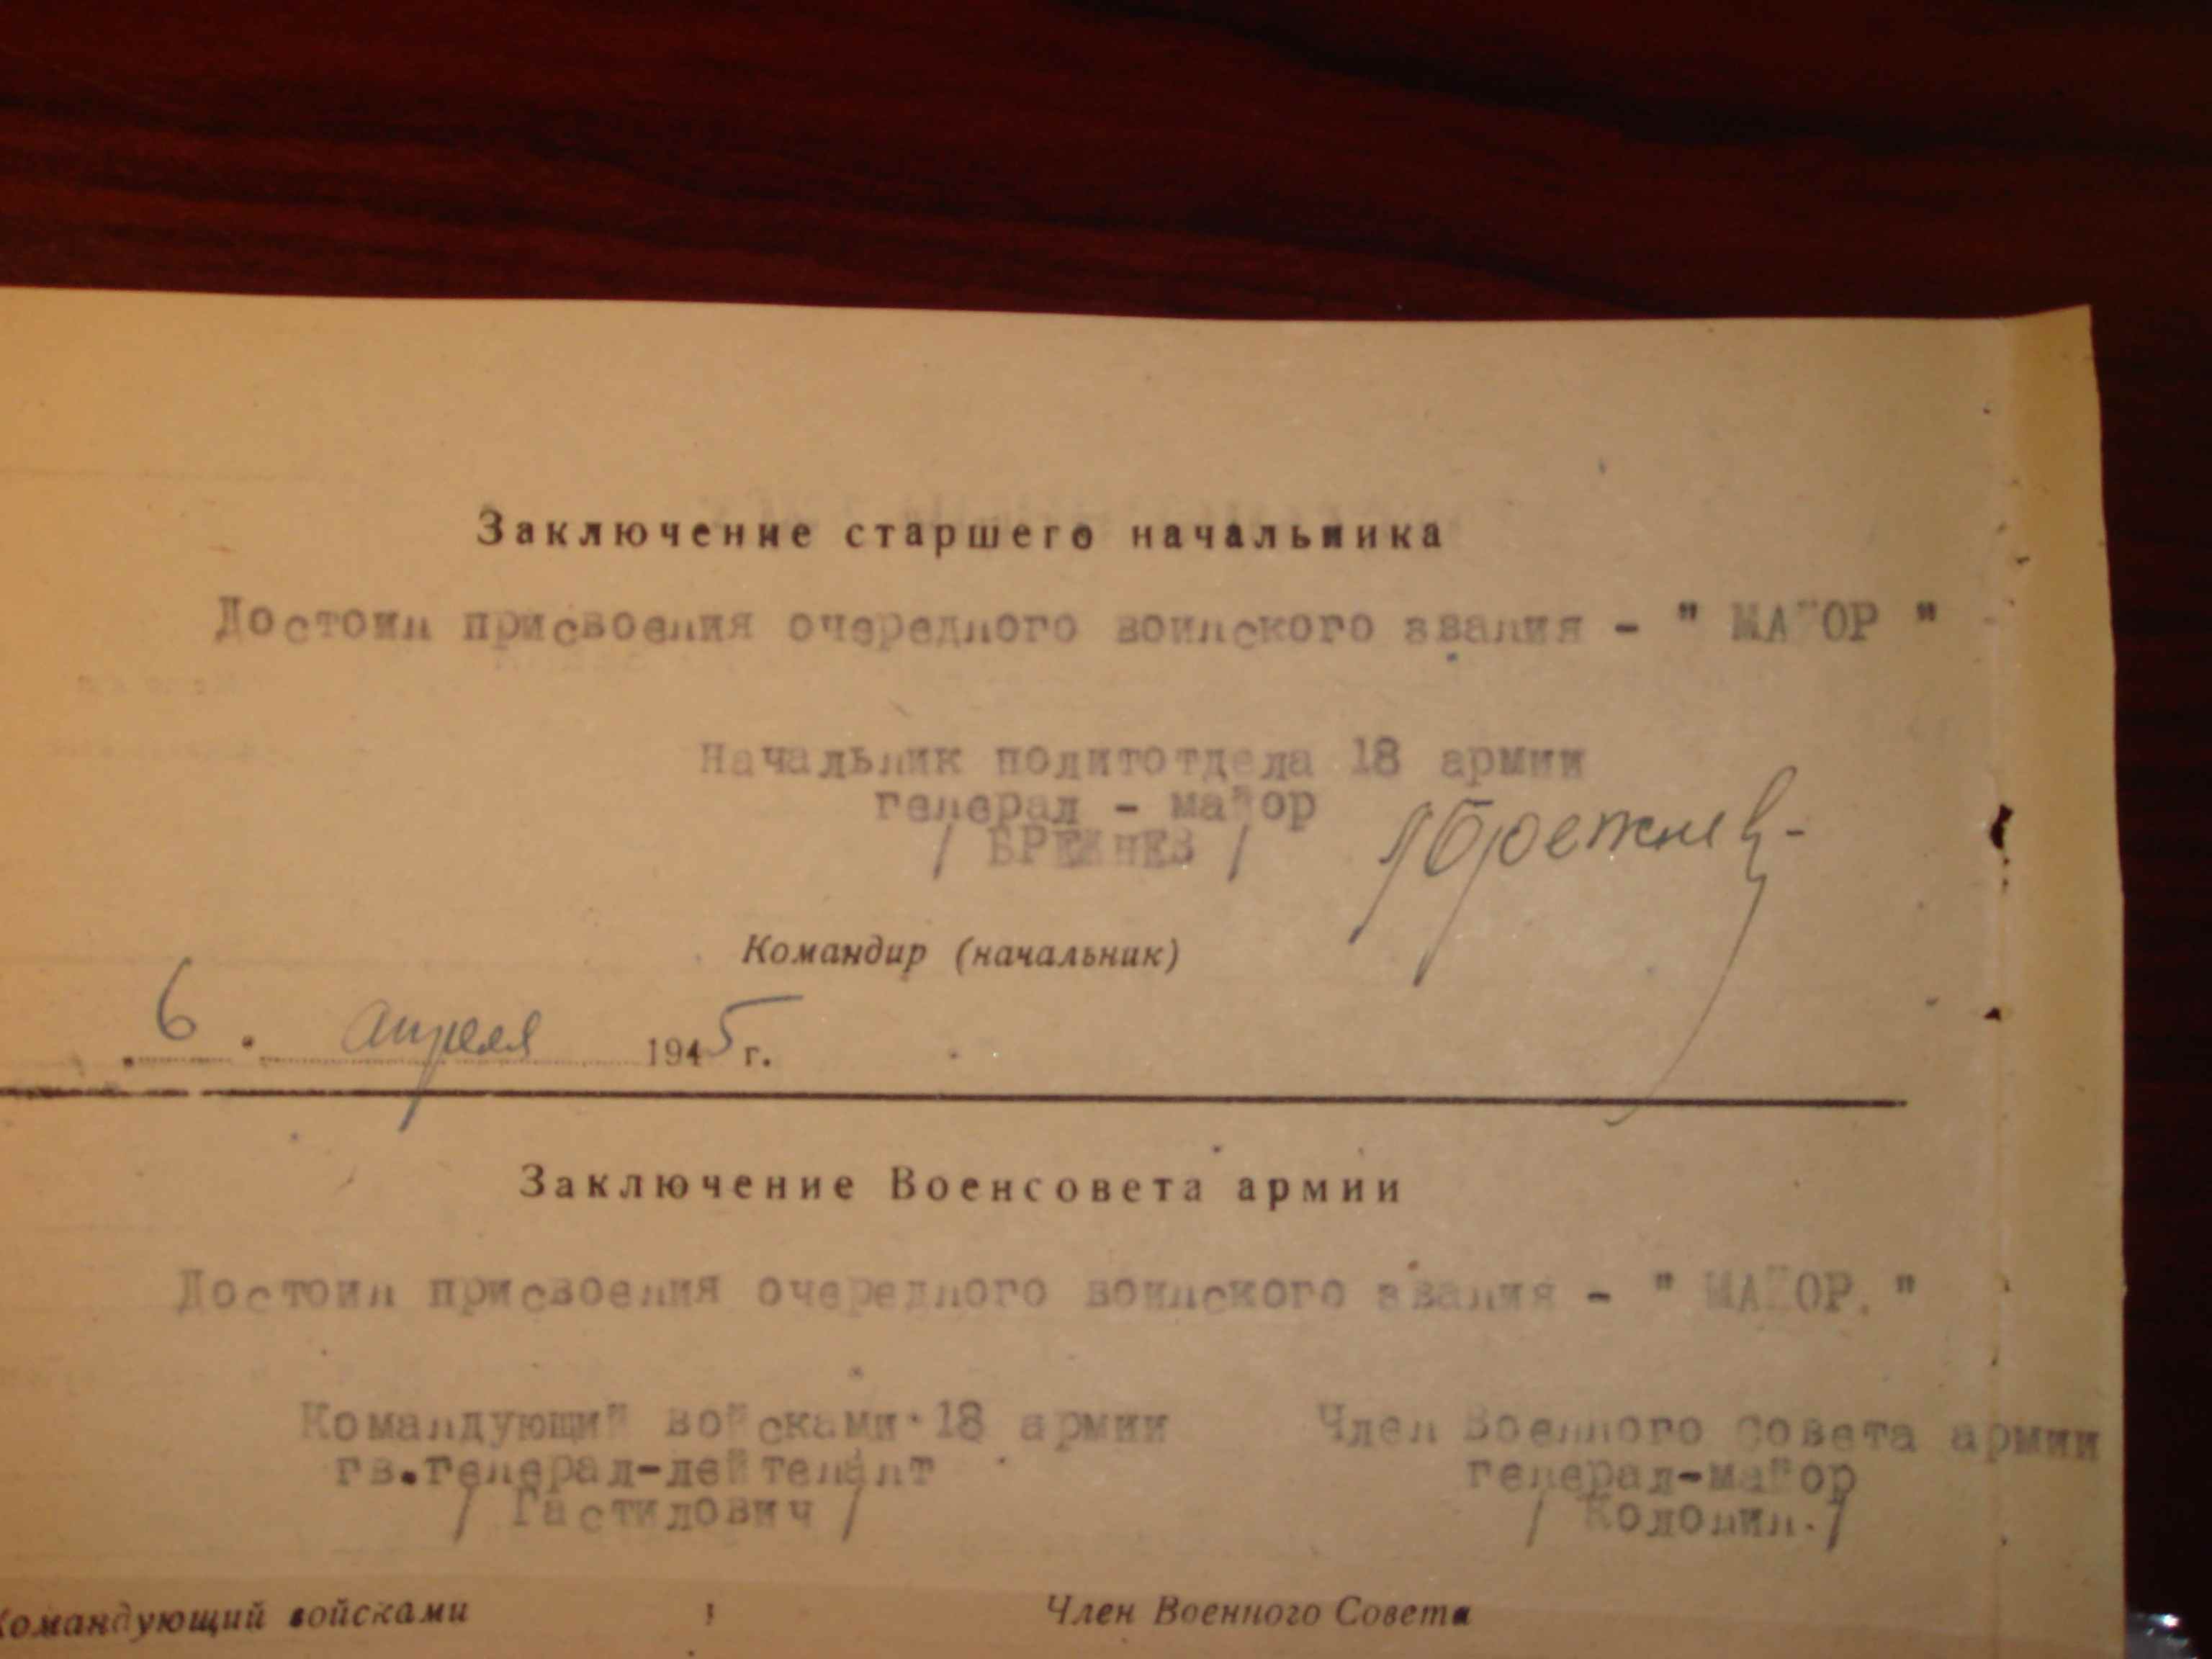 Заключение старшего начальника
Достоин присвоения очередного воинского звания - " МАЙОР "
Начальник политотдела 18 армии
генерал - майор
/ БРЕЖНЕВ /
Брежнев
Командир (начальник)
6 . апреля 1945 г.
Заключение Военсовета армии
Достоин присвоения очередного воинского звания - " МАЙОР. "
Командующий войсками 18 армии
гв.генерал-лейтенант
/ Гастилович /
Член Военного Совета армии
генерал-майор
/ Колонин./
Командующий войсками
Член Военного Совета